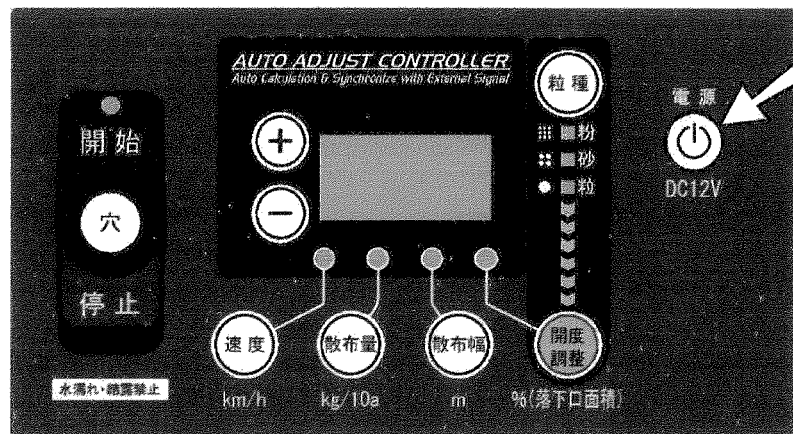 AUTO ADJUST CONTROLLER
Auto Calculation & Synchronize with External Signal
粒種
電源
開始
粉
砂
粒
DC12V
穴
停止
速度
散布量
散布幅
開度
調整
水濡れ・結露禁止
km/h
kg/10a
m
%(落下口面積)